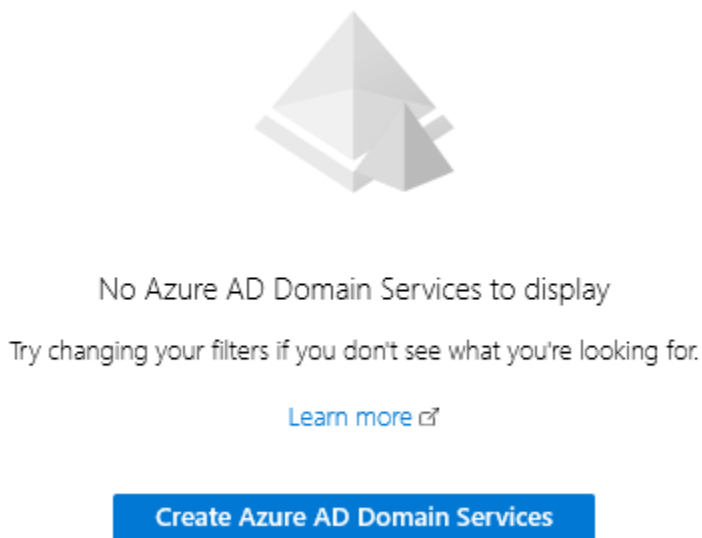 No Azure AD Domain Services to display
Try changing your filters if you don't see what you're looking for.
Learn more
Create Azure AD Domain Services